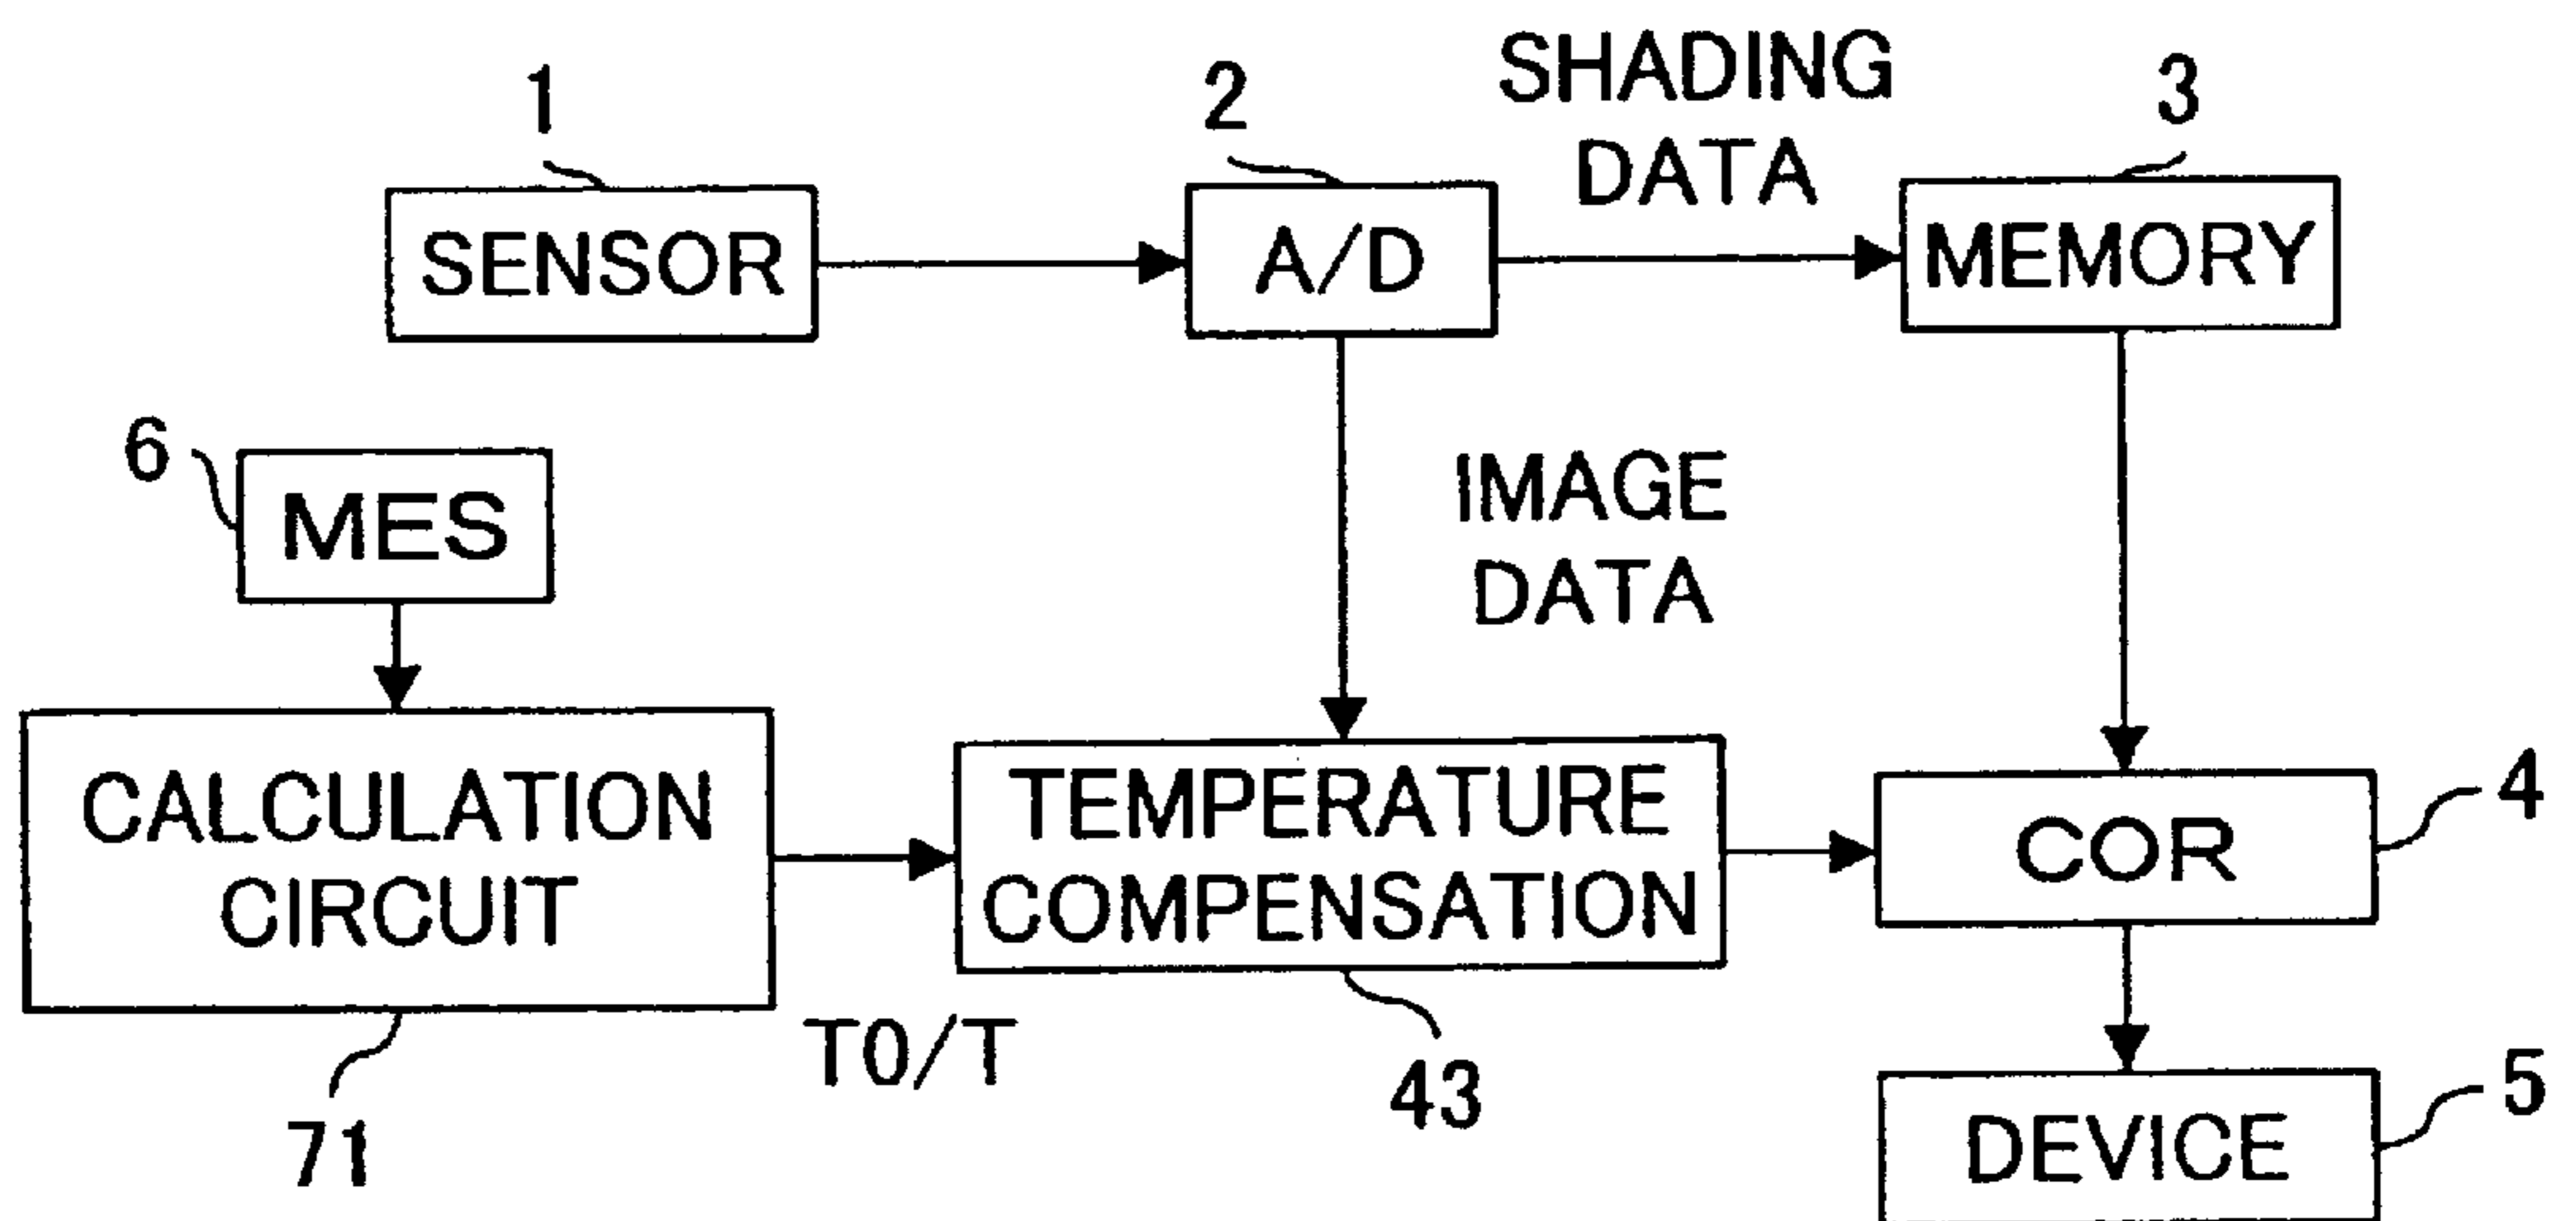 1
2
SHADING
DATA
3
SENSOR
A/D
MEMORY
6
MES
IMAGE
DATA
CALCULATION
CIRCUIT
TEMPERATURE
COMPENSATION
COR
4
T0/T
71
43
DEVICE
5